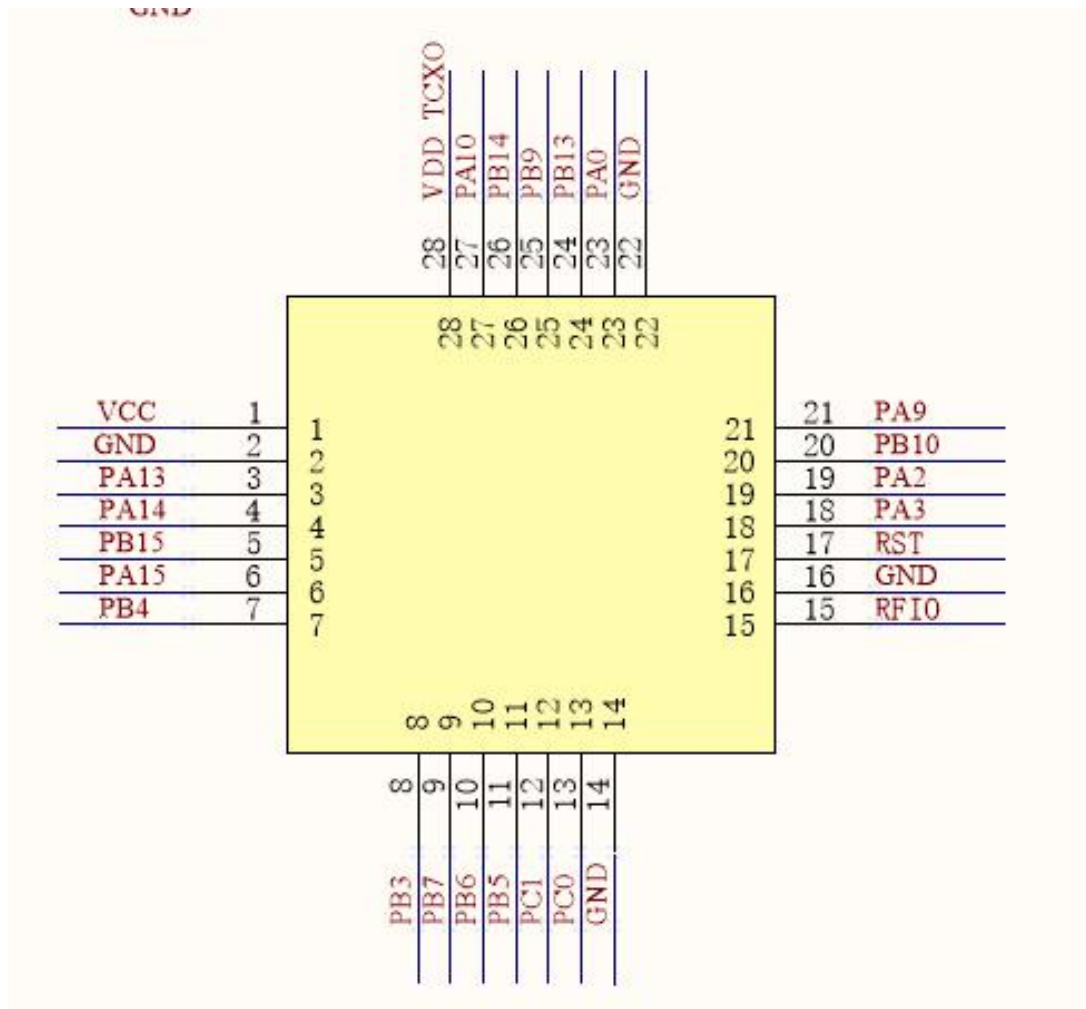 GND
VDD TCXO
PA10
PB14
PB9
PB13
PA0
GND
28 27 26 25 24 23 22
28 27 26 25 24 23 22
VCC 1 1
GND 2 2
PA13 3 3
PA14 4 4
PB15 5 5
PA15 6 6
PB4 7 7
21 21 PA9
20 20 PB10
19 19 PA2
18 18 PA3
17 17 RST
16 16 GND
15 15 RFIO
8 9 10 11 12 13 14
8 9 10 11 12 13 14
PB3
PB7
PB6
PB5
PC1
PC0
GND